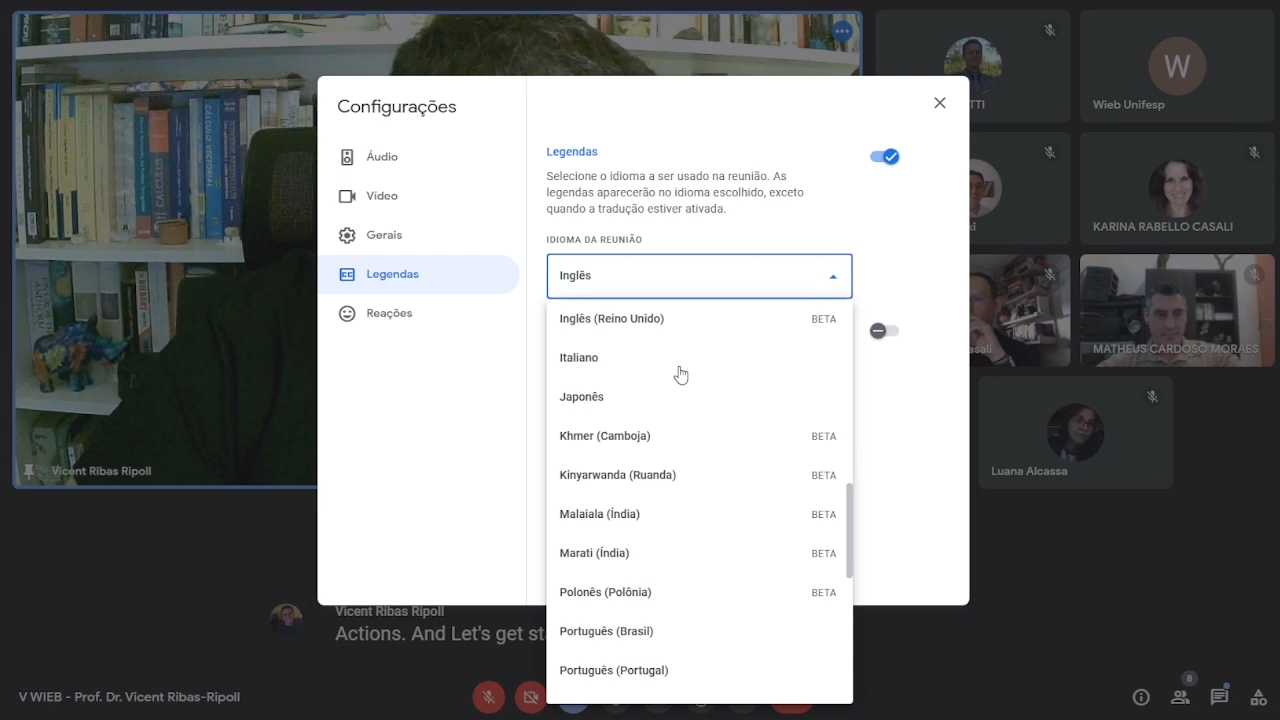 Configurações
Áudio
Vídeo
Gerais
Legendas
Reações
Legendas
Selecione o idioma a ser usado na reunião. As
legendas aparecerão no idioma escolhido, exceto
quando a tradução estiver ativada.
IDIOMA DA REUNIÃO
Inglês
Inglês (Reino Unido) BETA
Italiano
Japonês
Khmer (Camboja) BETA
Kinyarwanda (Ruanda) BETA
Malaiala (Índia) BETA
Marati (Índia) BETA
Polonês (Polônia) BETA
Português (Brasil)
Português (Portugal)
CALCULUS
CÁLCULO VECTORIAL
W
Wieb Unifesp
KARINA RABELLO CASALI
MATHEUS CARDOSO MORAES
Luana Alcassa
Vicent Ribas Ripoll
Vicent Ribas Ripoll
Actions. And Let's get
V WIEB - Prof. Dr. Vicent Ribas-Ripoll
8